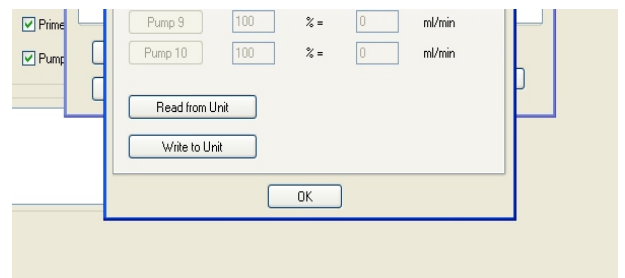 Prime
Pump 9 100 % = 0 ml/min
Pump
Pump 10 100 % = 0 ml/min
Read from Unit
Write to Unit
OK